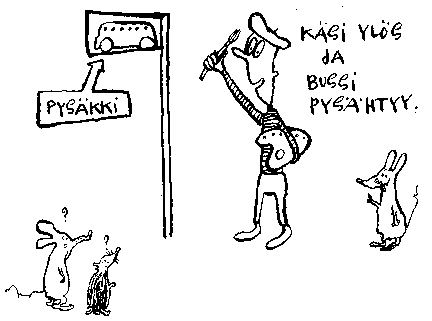 PYSÄKKI
KÄSI YLÖS
JA
BUSSI
PYSÄHTYY.
?
?